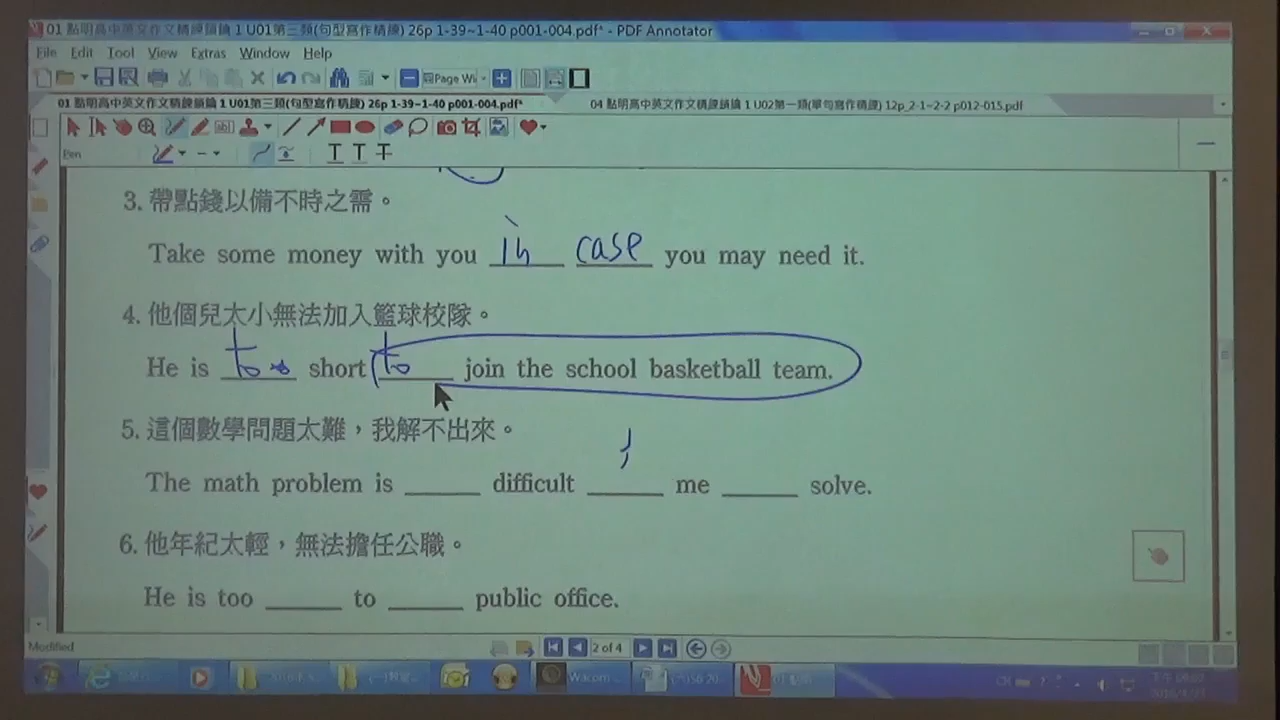 01 點明高中英文作文精練鎖鑰 1 U01第三類(句型寫作精練) 26p 1-39~1-40 p001-004.pdf* - PDF Annotator
File Edit Tool View Extras Window Help
Page Wi
01 點明高中英文作文精練鎖鑰 1 U01第三類(句型寫作精練) 26p 1-39~1-40 p001-004.pdf* 04 點明高中英文作文精練鎖鑰 1 U02第一類(單句寫作精練) 12p_2-1~2-2 p012-015.pdf
Pen
3. 帶點錢以備不時之需。
Take some money with you in case you may need it.
4. 他個兒太小無法加入籃球校隊。
He is too short to join the school basketball team.
5. 這個數學問題太難，我解不出來。
The math problem is ____ difficult ____ me ____ solve.
6. 他年紀太輕，無法擔任公職。
He is too ____ to ____ public office.
Modified 2 of 4
Wacom